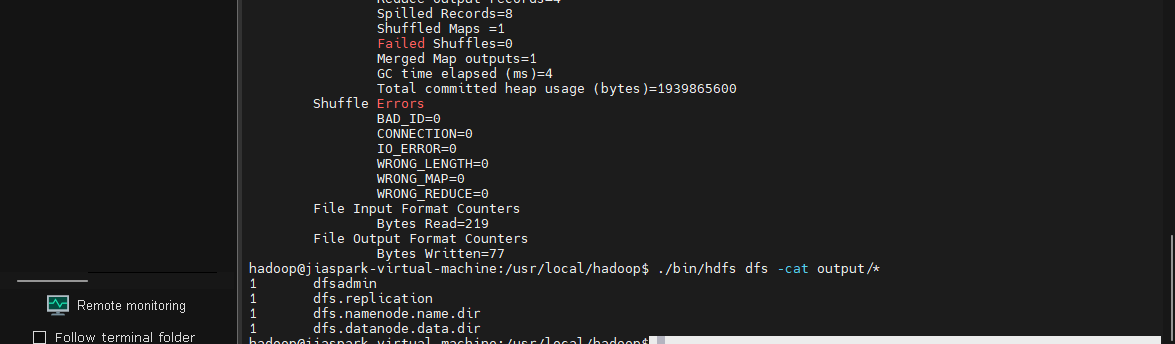 Reduce output records=4
Spilled Records=8
Shuffled Maps =1
Failed Shuffles=0
Merged Map outputs=1
GC time elapsed (ms)=4
Total committed heap usage (bytes)=1939865600
Shuffle Errors
BAD_ID=0
CONNECTION=0
IO_ERROR=0
WRONG_LENGTH=0
WRONG_MAP=0
WRONG_REDUCE=0
File Input Format Counters
Bytes Read=219
File Output Format Counters
Bytes Written=77
hadoop@jiaspark-virtual-machine:/usr/local/hadoop$ ./bin/hdfs dfs -cat output/*
1 dfsadmin
1 dfs.replication
1 dfs.namenode.name.dir
1 dfs.datanode.data.dir
hadoop@jiaspark-virtual-machine:/usr/local/hadoop$
Remote monitoring
Follow terminal folder